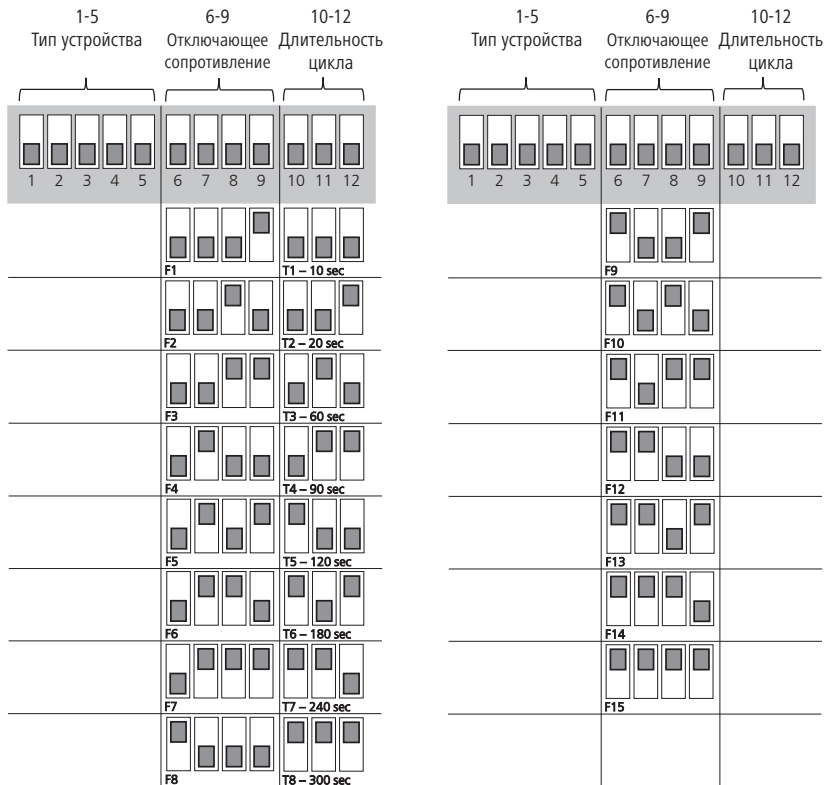 1-5 6-9 10-12
Тип устройства Отключающее Длительность
сопротивление цикла
1 2 3 4 5 6 7 8 9 10 11 12
F1 T1 – 10 sec
F2 T2 – 20 sec
F3 T3 – 60 sec
F4 T4 – 90 sec
F5 T5 – 120 sec
F6 T6 – 180 sec
F7 T7 – 240 sec
F8 T8 – 300 sec
1-5 6-9 10-12
Тип устройства Отключающее Длительность
сопротивление цикла
1 2 3 4 5 6 7 8 9 10 11 12
F9
F10
F11
F12
F13
F14
F15